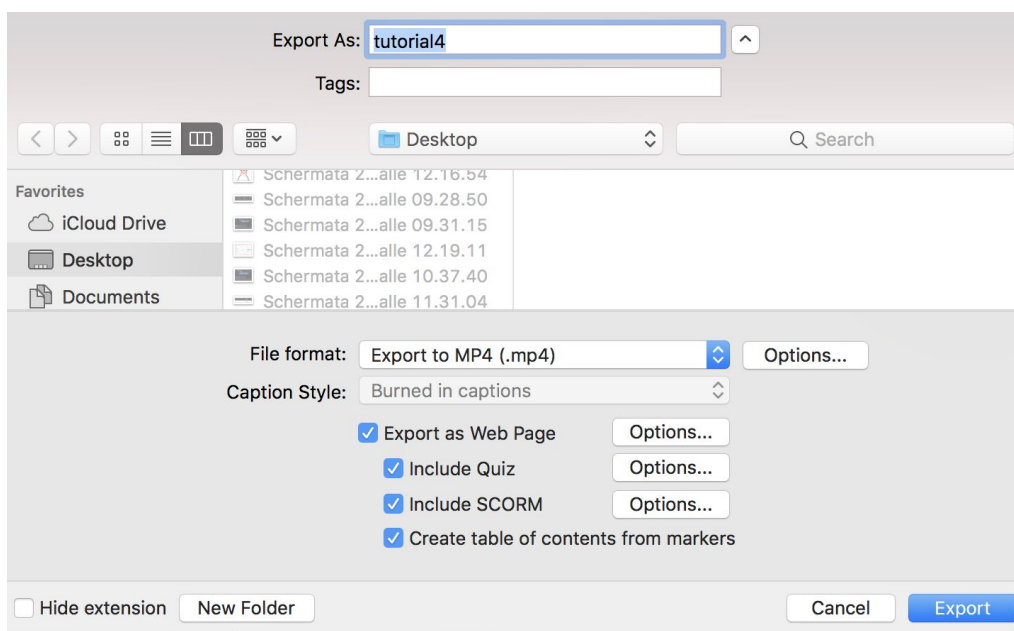 Export As: tutorial4
Tags:
Desktop
Search
Favorites
iCloud Drive
Desktop
Documents
Schermata 2...alle 12.16.54
Schermata 2...alle 09.28.50
Schermata 2...alle 09.31.15
Schermata 2...alle 12.19.11
Schermata 2...alle 10.37.40
Schermata 2...alle 11.31.04
File format: Export to MP4 (.mp4) Options...
Caption Style: Burned in captions
Export as Web Page Options...
Include Quiz Options...
Include SCORM Options...
Create table of contents from markers
Hide extension New Folder Cancel Export